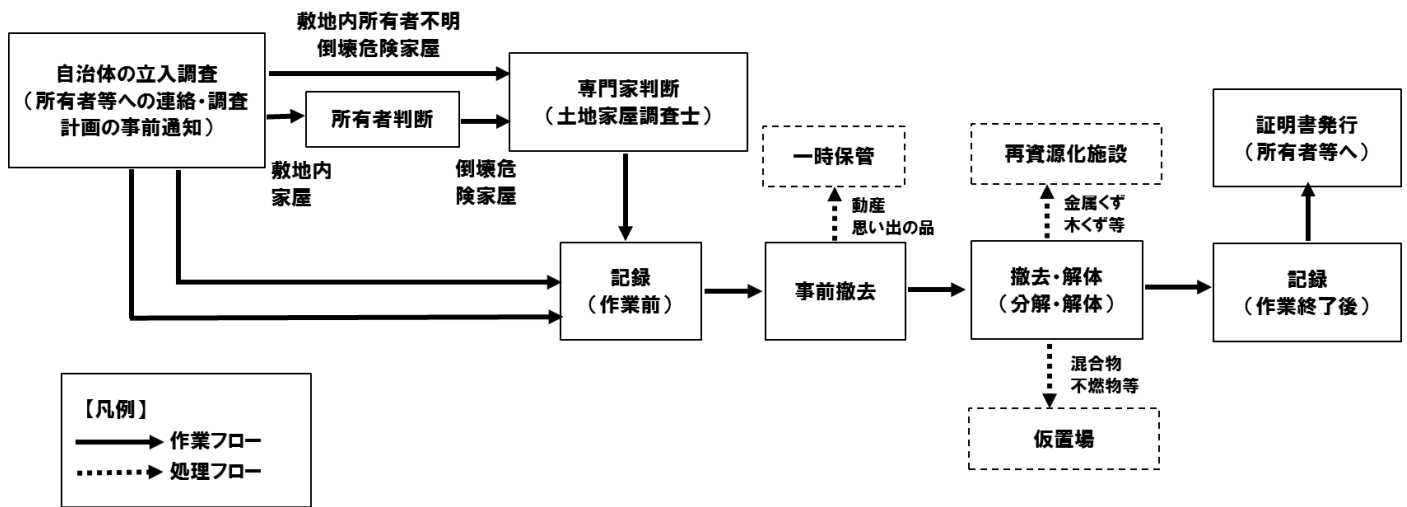 敷地内所有者不明
倒壊危険家屋
自治体の立入調査
（所有者等への連絡・調査
計画の事前通知）
所有者判断
専門家判断
（土地家屋調査士）
敷地内
家屋
倒壊危
険家屋
一時保管
再資源化施設
証明書発行
（所有者等へ）
動産
思い出の品
金属くず
木くず等
記録
（作業前）
事前撤去
撤去・解体
（分解・解体）
記録
（作業終了後）
混合物
不燃物等
仮置場
【凡例】
作業フロー
処理フロー